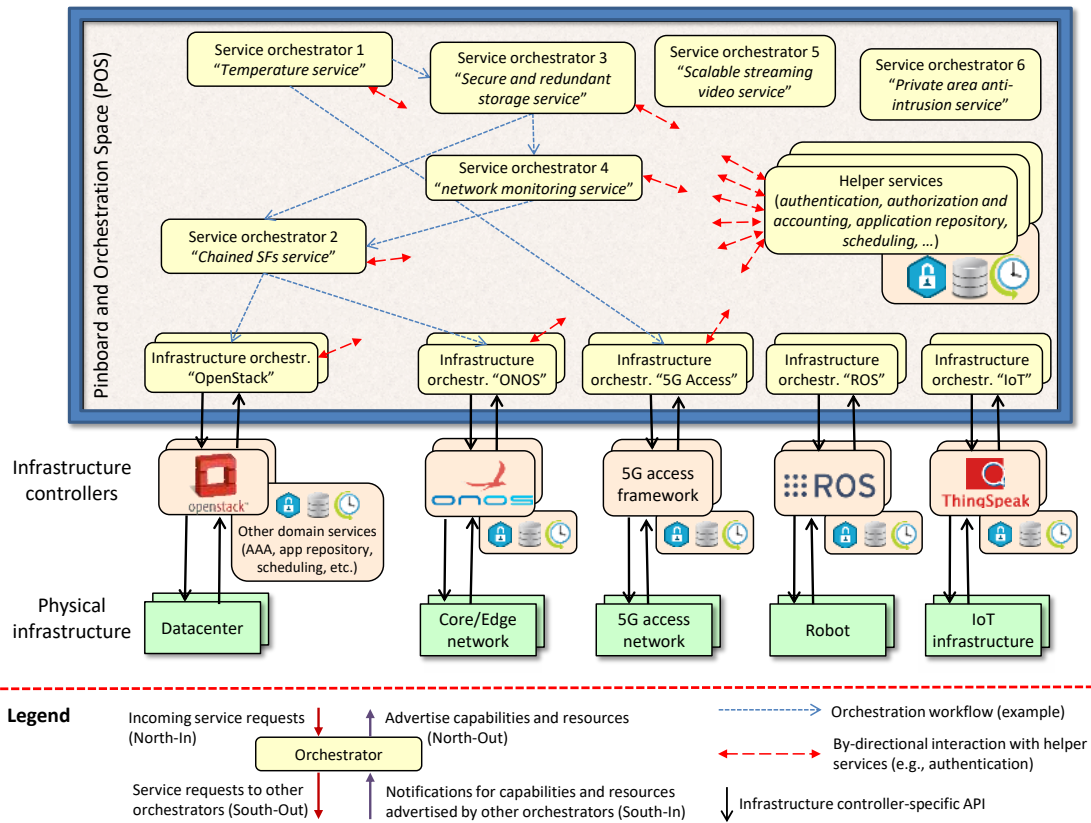 Pinboard and Orchestration Space (POS)
Service orchestrator 1
“Temperature service”
Service orchestrator 3
“Secure and redundant
storage service”
Service orchestrator 5
“Scalable streaming
video service”
Service orchestrator 6
“Private area anti-
intrusion service”
Service orchestrator 4
“network monitoring service”
Helper services
(authentication, authorization and
accounting, application repository,
scheduling, …)
Service orchestrator 2
“Chained SFs service”
Infrastructure orchestr.
“OpenStack”
Infrastructure
orchestr. “ONOS”
Infrastructure
orchestr. “5G Access”
Infrastructure
orchestr. “ROS”
Infrastructure
orchestr. “IoT”
Infrastructure
controllers
openstack™
onos
5G access
framework
ROS
ThingSpeak
Other domain services
(AAA, app repository,
scheduling, etc.)
Physical
infrastructure
Datacenter
Core/Edge
network
5G access
network
Robot
IoT
infrastructure
Legend
Incoming service requests
(North-In)
Advertise capabilities and resources
(North-Out)
Orchestrator
Service requests to other
orchestrators (South-Out)
Notifications for capabilities and resources
advertised by other orchestrators (South-In)
Orchestration workflow (example)
By-directional interaction with helper
services (e.g., authentication)
Infrastructure controller-specific API